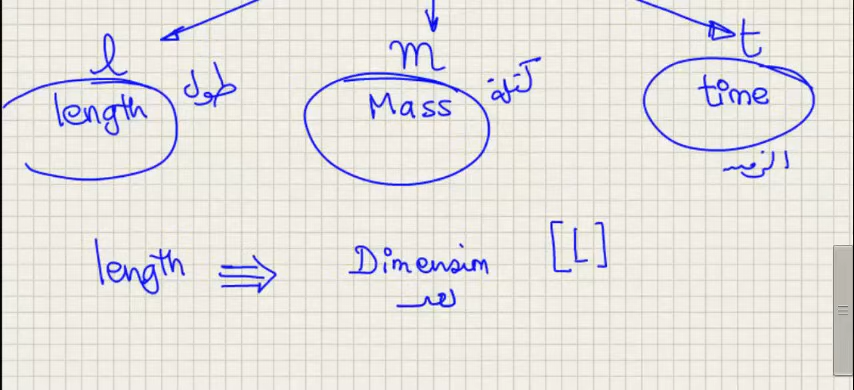 l m t
length طول Mass كتلة time
الزمن
length ⇒ Dimension [L]
بعد